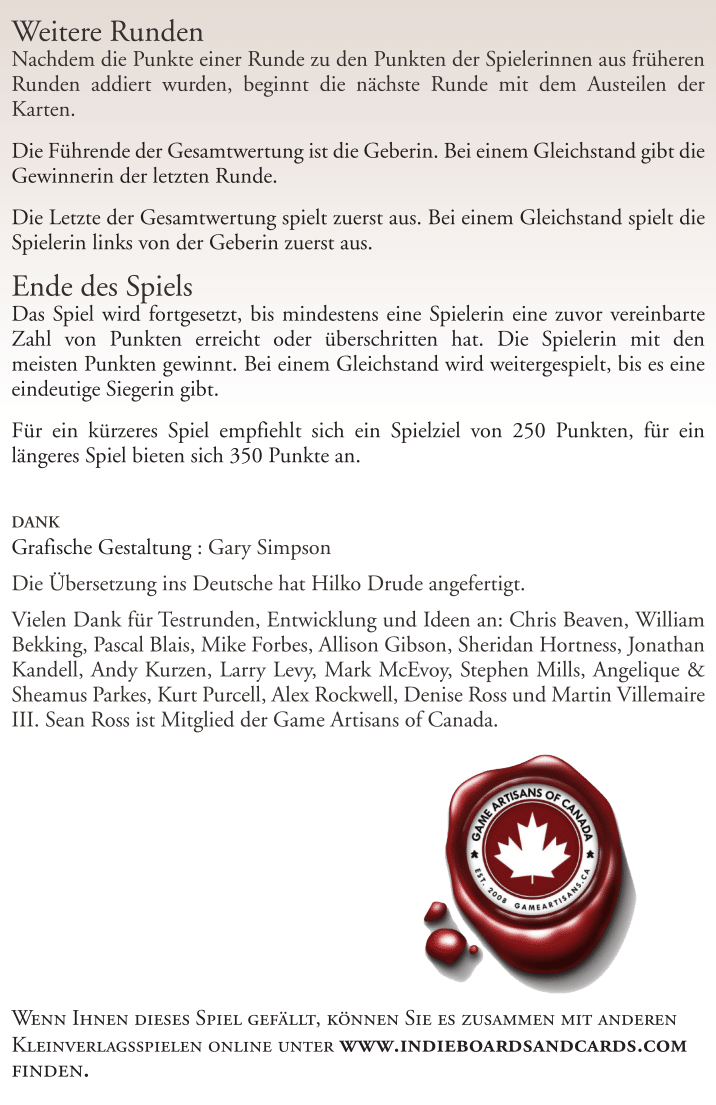 Weitere Runden
Nachdem die Punkte einer Runde zu den Punkten der Spielerinnen aus früheren
Runden addiert wurden, beginnt die nächste Runde mit dem Austeilen der
Karten.
Die Führende der Gesamtwertung ist die Geberin. Bei einem Gleichstand gibt die
Gewinnerin der letzten Runde.
Die Letzte der Gesamtwertung spielt zuerst aus. Bei einem Gleichstand spielt die
Spielerin links von der Geberin zuerst aus.
Ende des Spiels
Das Spiel wird fortgesetzt, bis mindestens eine Spielerin eine zuvor vereinbarte
Zahl von Punkten erreicht oder überschritten hat. Die Spielerin mit den
meisten Punkten gewinnt. Bei einem Gleichstand wird weitergespielt, bis es eine
eindeutige Siegerin gibt.
Für ein kürzeres Spiel empfiehlt sich ein Spielziel von 250 Punkten, für ein
längeres Spiel bieten sich 350 Punkte an.
DANK
Grafische Gestaltung : Gary Simpson
Die Übersetzung ins Deutsche hat Hilko Drude angefertigt.
Vielen Dank für Testrunden, Entwicklung und Ideen an: Chris Beaven, William
Bekking, Pascal Blais, Mike Forbes, Allison Gibson, Sheridan Hortness, Jonathan
Kandell, Andy Kurzen, Larry Levy, Mark McEvoy, Stephen Mills, Angelique &
Sheamus Parkes, Kurt Purcell, Alex Rockwell, Denise Ross und Martin Villemaire
III. Sean Ross ist Mitglied der Game Artisans of Canada.
GAME ARTISANS OF CANADA
EST. 2008 GAMEARTISANS.CA
Wenn Ihnen dieses Spiel gefällt, können Sie es zusammen mit anderen
Kleinverlagsspielen online unter www.indieboardsandcards.com
finden.